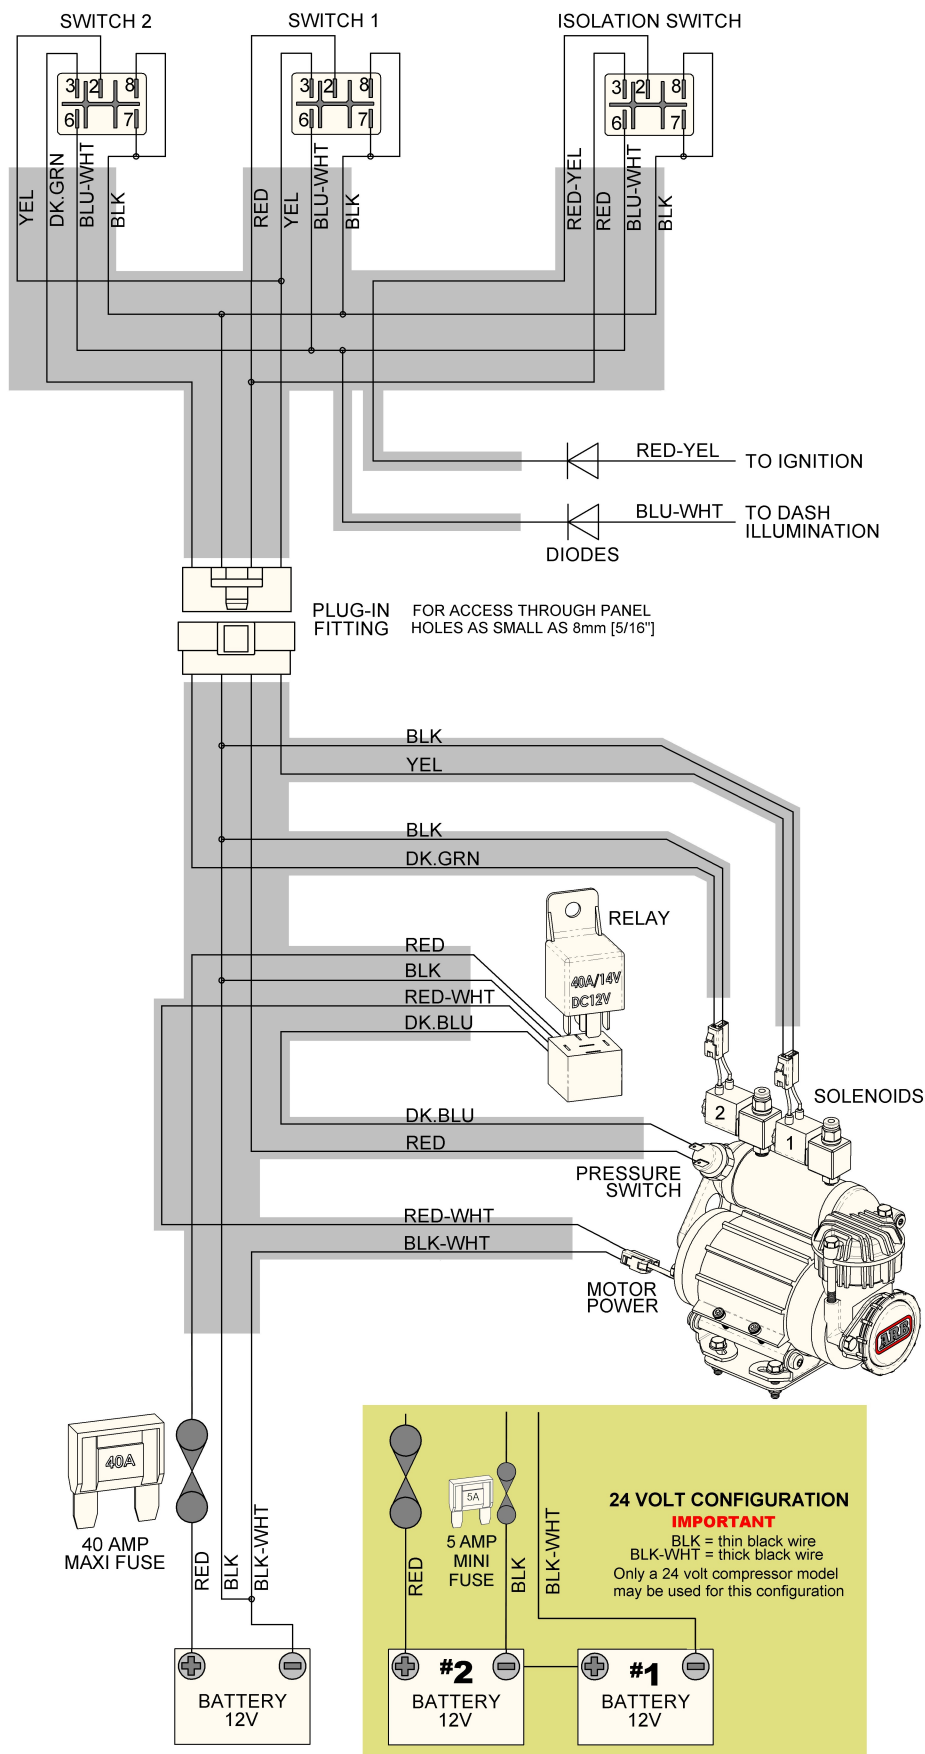 SWITCH 2
SWITCH 1
ISOLATION SWITCH
3 2 8
6 7
3 2 8
6 7
3 2 8
6 7
YEL
DK.GRN
BLU-WHT
BLK
RED
YEL
BLU-WHT
BLK
RED-YEL
RED
BLU-WHT
BLK
RED-YEL
TO IGNITION
BLU-WHT
TO DASH
ILLUMINATION
DIODES
PLUG-IN
FITTING
FOR ACCESS THROUGH PANEL
HOLES AS SMALL AS 8mm [5/16"]
BLK
YEL
BLK
DK.GRN
RELAY
40A/14V
DC12V
RED
BLK
RED-WHT
DK.BLU
SOLENOIDS
2
1
DK.BLU
RED
PRESSURE
SWITCH
RED-WHT
BLK-WHT
MOTOR
POWER
ARB
40A
40 AMP
MAXI FUSE
RED
BLK
BLK-WHT
BATTERY
12V
5A
5 AMP
MINI
FUSE
RED
BLK
BLK-WHT
24 VOLT CONFIGURATION
IMPORTANT
BLK = thin black wire
BLK-WHT = thick black wire
Only a 24 volt compressor model
may be used for this configuration
#2
BATTERY
12V
#1
BATTERY
12V